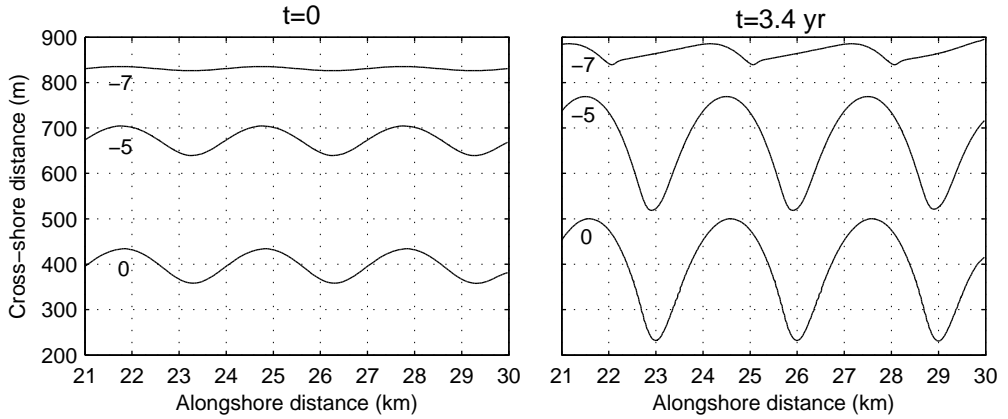 t=0
t=3.4 yr
Cross−shore distance (m)
900
800
700
600
500
400
300
200
−7
−5
0
21 22 23 24 25 26 27 28 29 30
Alongshore distance (km)
−7
−5
0
21 22 23 24 25 26 27 28 29 30
Alongshore distance (km)